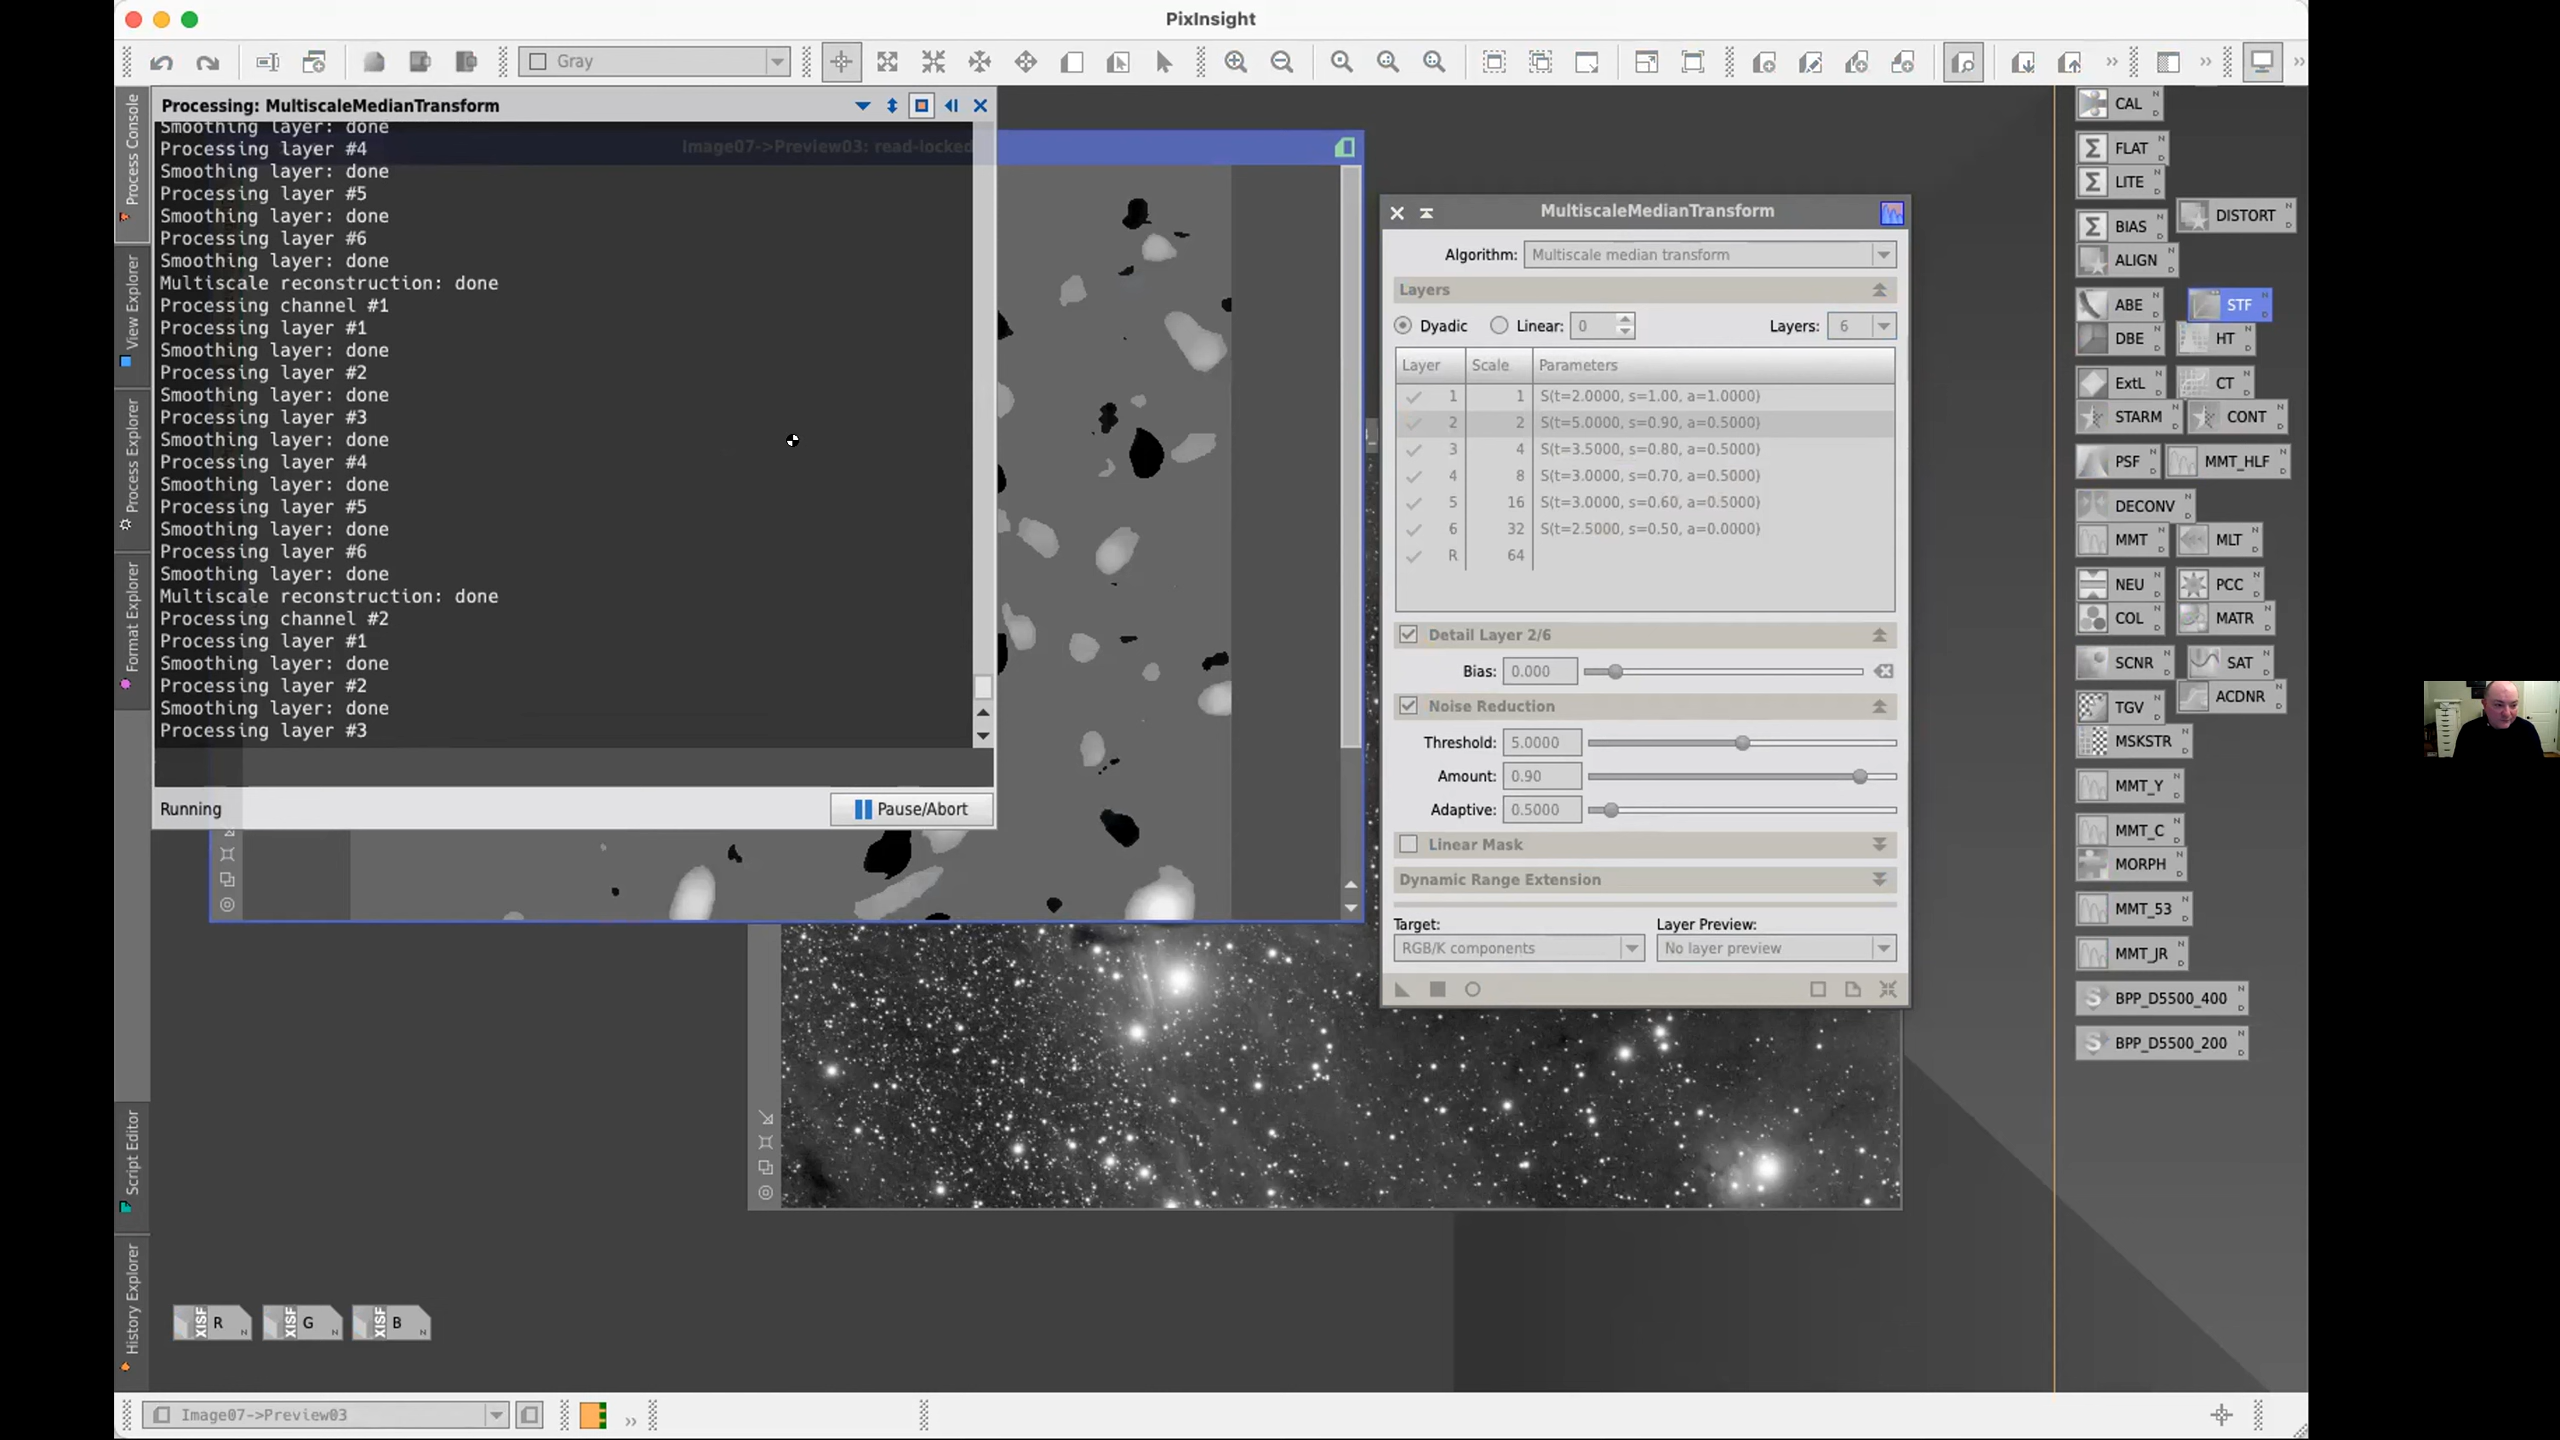 PixInsight
Gray
Processing: MultiscaleMedianTransform
Image07->Preview03: read-locked
Smoothing layer: done
Processing layer #4
Smoothing layer: done
Processing layer #5
Smoothing layer: done
Processing layer #6
Smoothing layer: done
Multiscale reconstruction: done
Processing channel #1
Processing layer #1
Smoothing layer: done
Processing layer #2
Smoothing layer: done
Processing layer #3
Smoothing layer: done
Processing layer #4
Smoothing layer: done
Processing layer #5
Smoothing layer: done
Processing layer #6
Smoothing layer: done
Multiscale reconstruction: done
Processing channel #2
Processing layer #1
Smoothing layer: done
Processing layer #2
Smoothing layer: done
Processing layer #3
Running
Pause/Abort
Process Console
View Explorer
Process Explorer
Format Explorer
Script Editor
History Explorer
MultiscaleMedianTransform
Algorithm: Multiscale median transform
Layers
Dyadic Linear: 0 Layers: 6
Layer Scale Parameters
1 1 S(t=2.0000, s=1.00, a=1.0000)
2 2 S(t=5.0000, s=0.90, a=0.5000)
3 4 S(t=3.5000, s=0.80, a=0.5000)
4 8 S(t=3.0000, s=0.70, a=0.5000)
5 16 S(t=3.0000, s=0.60, a=0.5000)
6 32 S(t=2.5000, s=0.50, a=0.0000)
R 64
Detail Layer 2/6
Bias: 0.000
Noise Reduction
Threshold: 5.0000
Amount: 0.90
Adaptive: 0.5000
Linear Mask
Dynamic Range Extension
Target: Layer Preview:
RGB/K components No layer preview
CAL
FLAT
LITE
DISTORT
BIAS
ALIGN
ABE STF
DBE HT
ExtL CT
STARM CONT
PSF MMT_HLF
DECONV
MMT MLT
NEU PCC
COL MATR
SCNR SAT
TGV ACDNR
MSKSTR
MMT_Y
MMT_C
MORPH
MMT_53
MMT_JR
BPP_D5500_400
BPP_D5500_200
XISF R XISF G XISF B
Image07->Preview03